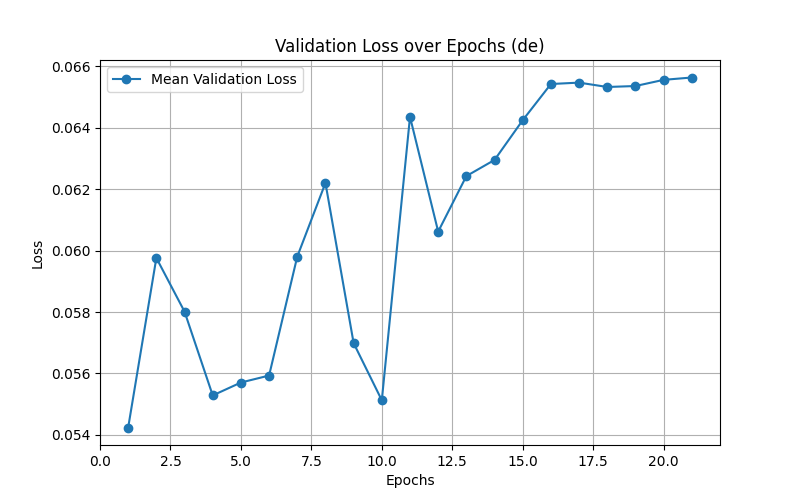 Validation Loss over Epochs (de)
Mean Validation Loss
0.066
0.064
0.062
0.060
0.058
0.056
0.054
Loss
0.0 2.5 5.0 7.5 10.0 12.5 15.0 17.5 20.0
Epochs